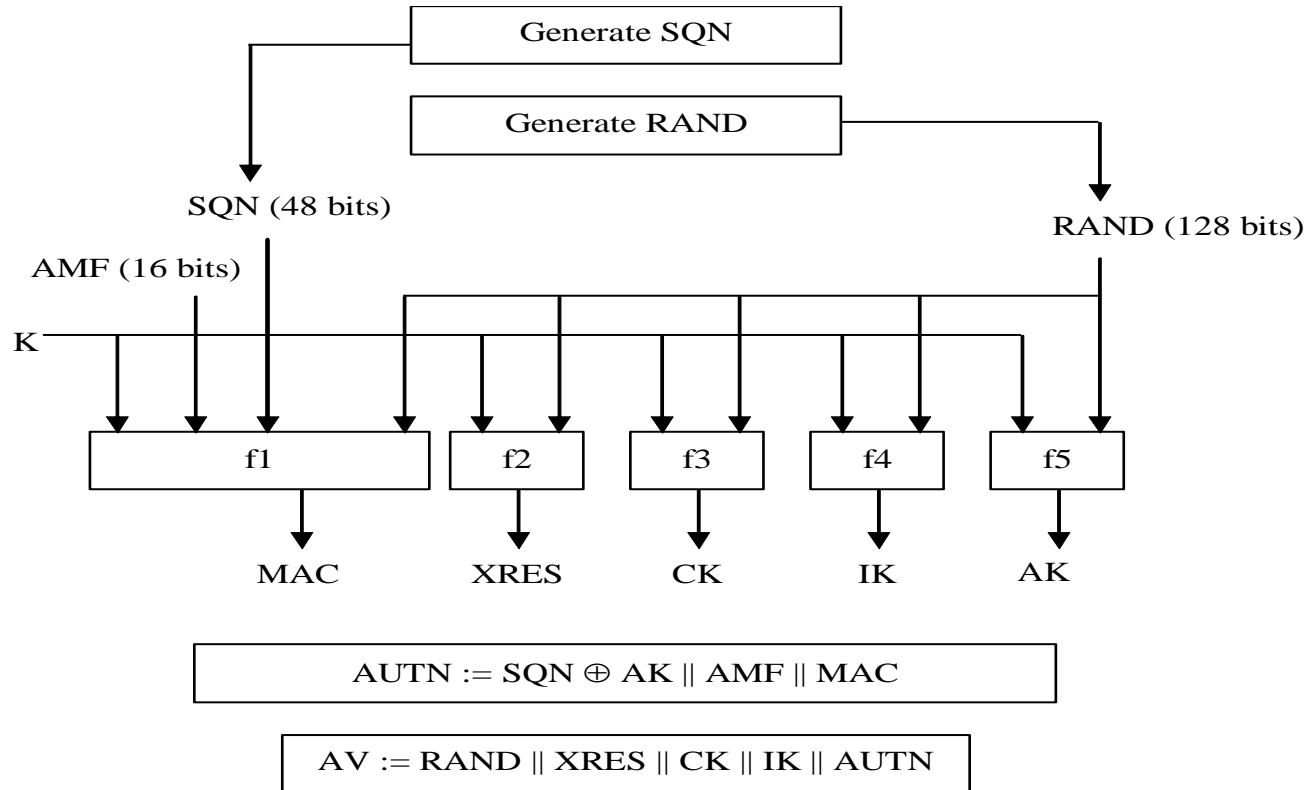 Generate SQN
Generate RAND
SQN (48 bits)
RAND (128 bits)
AMF (16 bits)
K
f1
f2
f3
f4
f5
MAC
XRES
CK
IK
AK
AUTN := SQN ⊕ AK || AMF || MAC
AV := RAND || XRES || CK || IK || AUTN